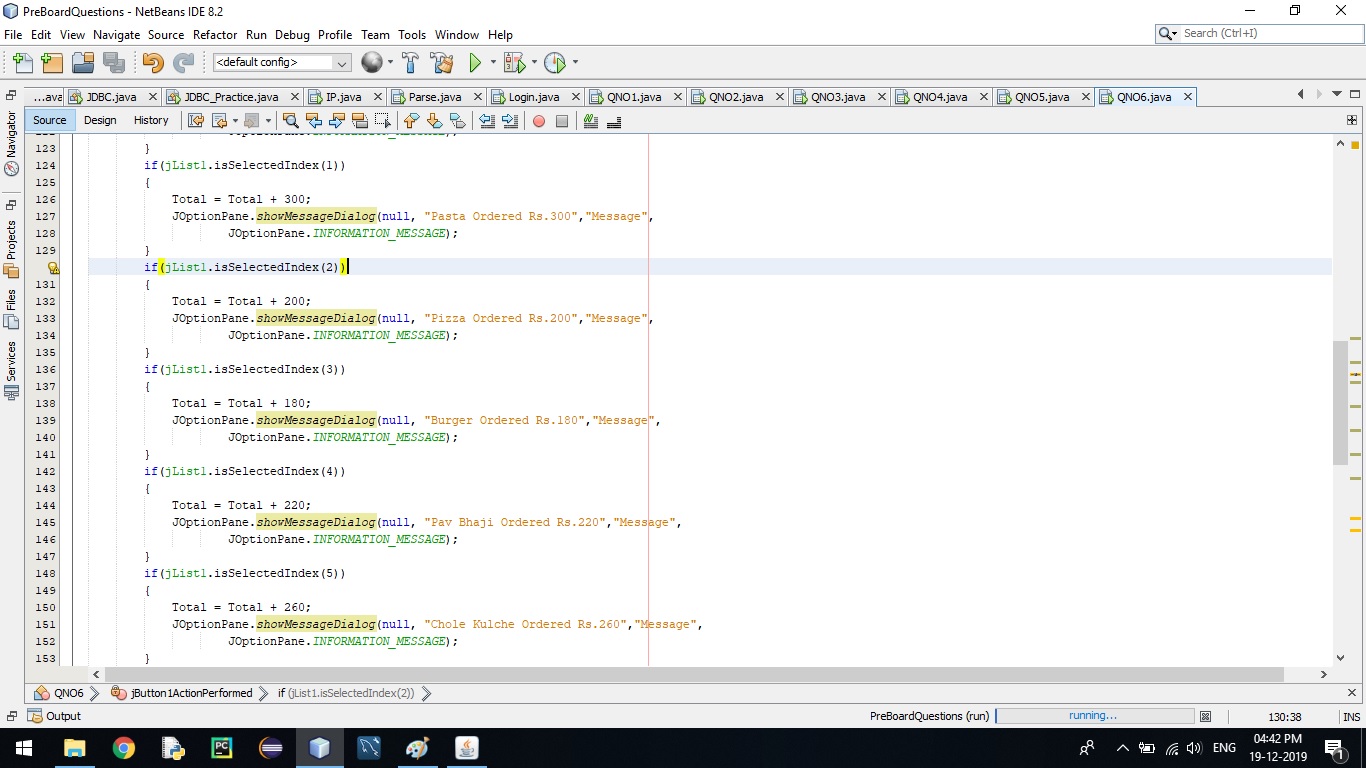 PreBoardQuestions - NetBeans IDE 8.2
File Edit View Navigate Source Refactor Run Debug Profile Team Tools Window Help
Search (Ctrl+I)
<default config>
...ava JDBC.java JDBC_Practice.java IP.java Parse.java Login.java QNO1.java QNO2.java QNO3.java QNO4.java QNO5.java QNO6.java
Source Design History
Navigator
Projects
Files
Services
123 }
124 if(jList1.isSelectedIndex(1))
125 {
126 Total = Total + 300;
127 JOptionPane.showMessageDialog(null, "Pasta Ordered Rs.300","Message",
128 JOptionPane.INFORMATION_MESSAGE);
129 }
if(jList1.isSelectedIndex(2))
131 {
132 Total = Total + 200;
133 JOptionPane.showMessageDialog(null, "Pizza Ordered Rs.200","Message",
134 JOptionPane.INFORMATION_MESSAGE);
135 }
136 if(jList1.isSelectedIndex(3))
137 {
138 Total = Total + 180;
139 JOptionPane.showMessageDialog(null, "Burger Ordered Rs.180","Message",
140 JOptionPane.INFORMATION_MESSAGE);
141 }
142 if(jList1.isSelectedIndex(4))
143 {
144 Total = Total + 220;
145 JOptionPane.showMessageDialog(null, "Pav Bhaji Ordered Rs.220","Message",
146 JOptionPane.INFORMATION_MESSAGE);
147 }
148 if(jList1.isSelectedIndex(5))
149 {
150 Total = Total + 260;
151 JOptionPane.showMessageDialog(null, "Chole Kulche Ordered Rs.260","Message",
152 JOptionPane.INFORMATION_MESSAGE);
153 }
QNO6 jButton1ActionPerformed if (jList1.isSelectedIndex(2))
Output PreBoardQuestions (run) running... 130:38 INS
PC
ENG 04:42 PM
19-12-2019
1